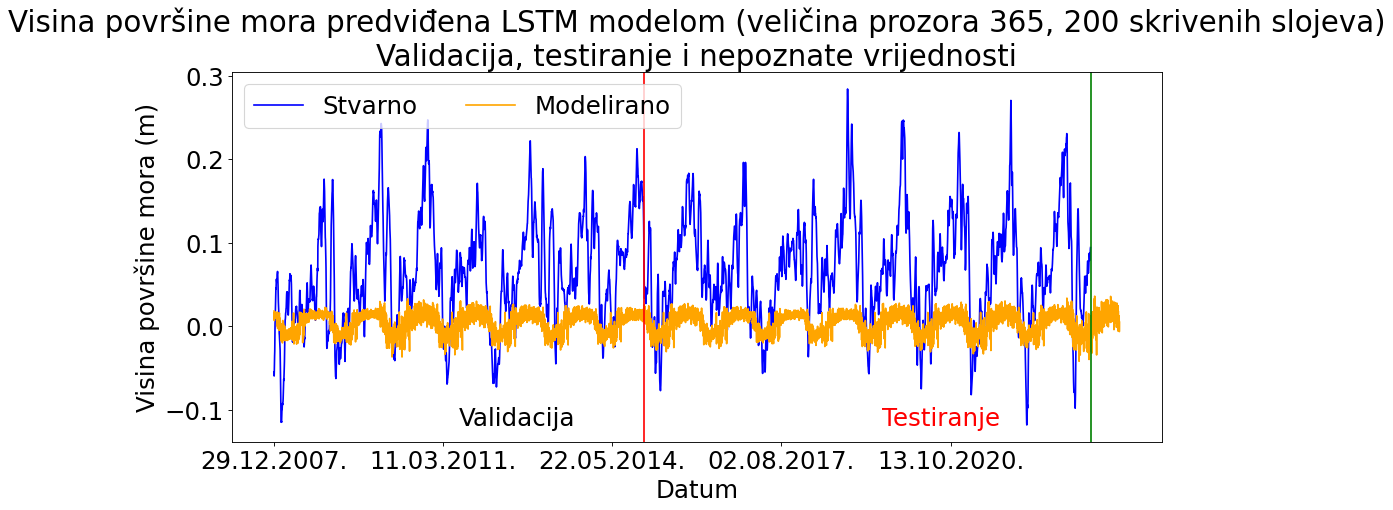 Visina površine mora predviđena LSTM modelom (veličina prozora 365, 200 skrivenih slojeva)
Validacija, testiranje i nepoznate vrijednosti
Stvarno
Modelirano
Visina površine mora (m)
0.3
0.2
0.1
0.0
−0.1
Validacija
Testiranje
29.12.2007.
11.03.2011.
22.05.2014.
02.08.2017.
13.10.2020.
Datum